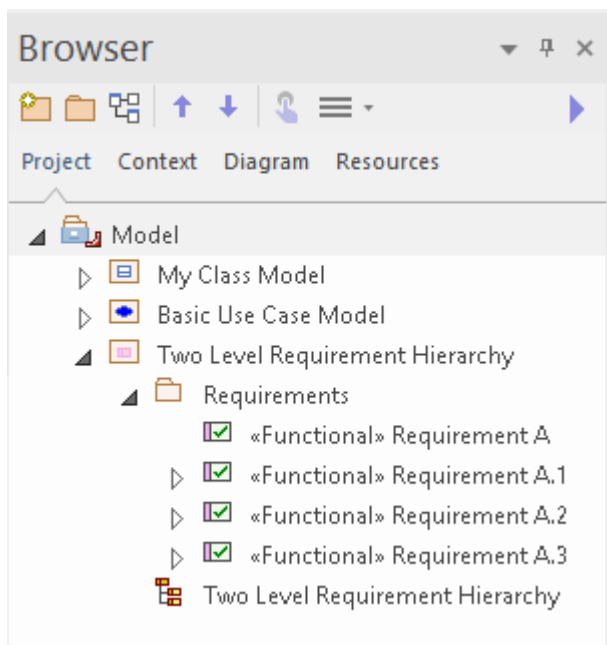 Browser
Project Context Diagram Resources
Model
My Class Model
Basic Use Case Model
Two Level Requirement Hierarchy
Requirements
«Functional» Requirement A
«Functional» Requirement A.1
«Functional» Requirement A.2
«Functional» Requirement A.3
Two Level Requirement Hierarchy